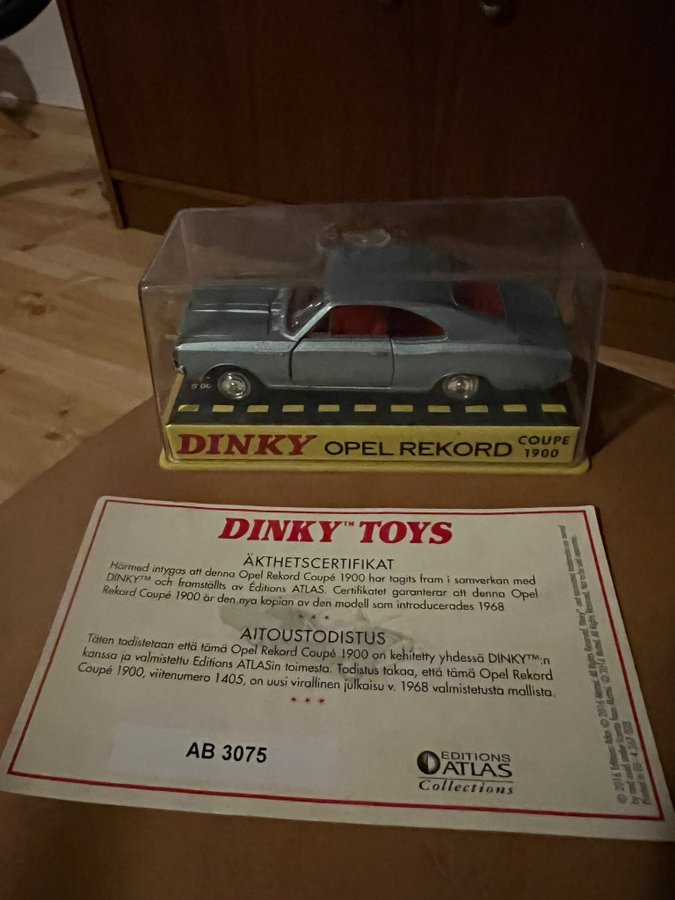 DINKY OPEL REKORD COUPE 1900
DINKY™ TOYS
ÄKTHETSCERTIFIKAT
Härmed intygas att denna Opel Rekord Coupé 1900 har tagits fram i samverkan med
DINKY™ och framställts av Éditions ATLAS. Certifikatet garanterar att denna Opel
Rekord Coupé 1900 är den nya kopian av den modell som introducerades 1968.
AITOUSTODISTUS
Täten todistetaan että tämä Opel Rekord Coupé 1900 on kehitetty yhdessä DINKY™:n
kanssa ja valmistettu Editions ATLASin toimesta. Todistus takaa, että tämä Opel Rekord
Coupé 1900, viitenumero 1405, on uusi virallinen julkaisu v. 1968 valmistetusta mallista.
AB 3075
EDITIONS
ATLAS
Collections